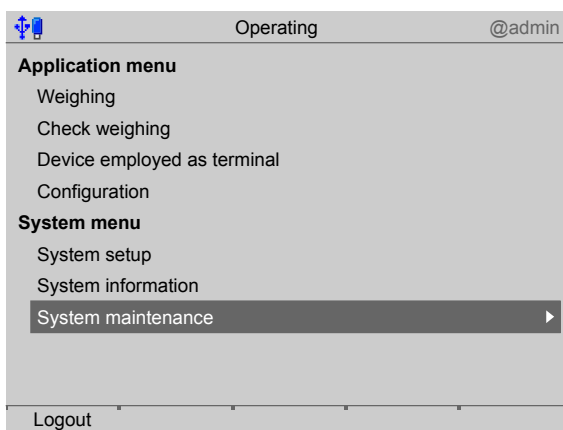 Operating @admin
Application menu
Weighing
Check weighing
Device employed as terminal
Configuration
System menu
System setup
System information
System maintenance
Logout